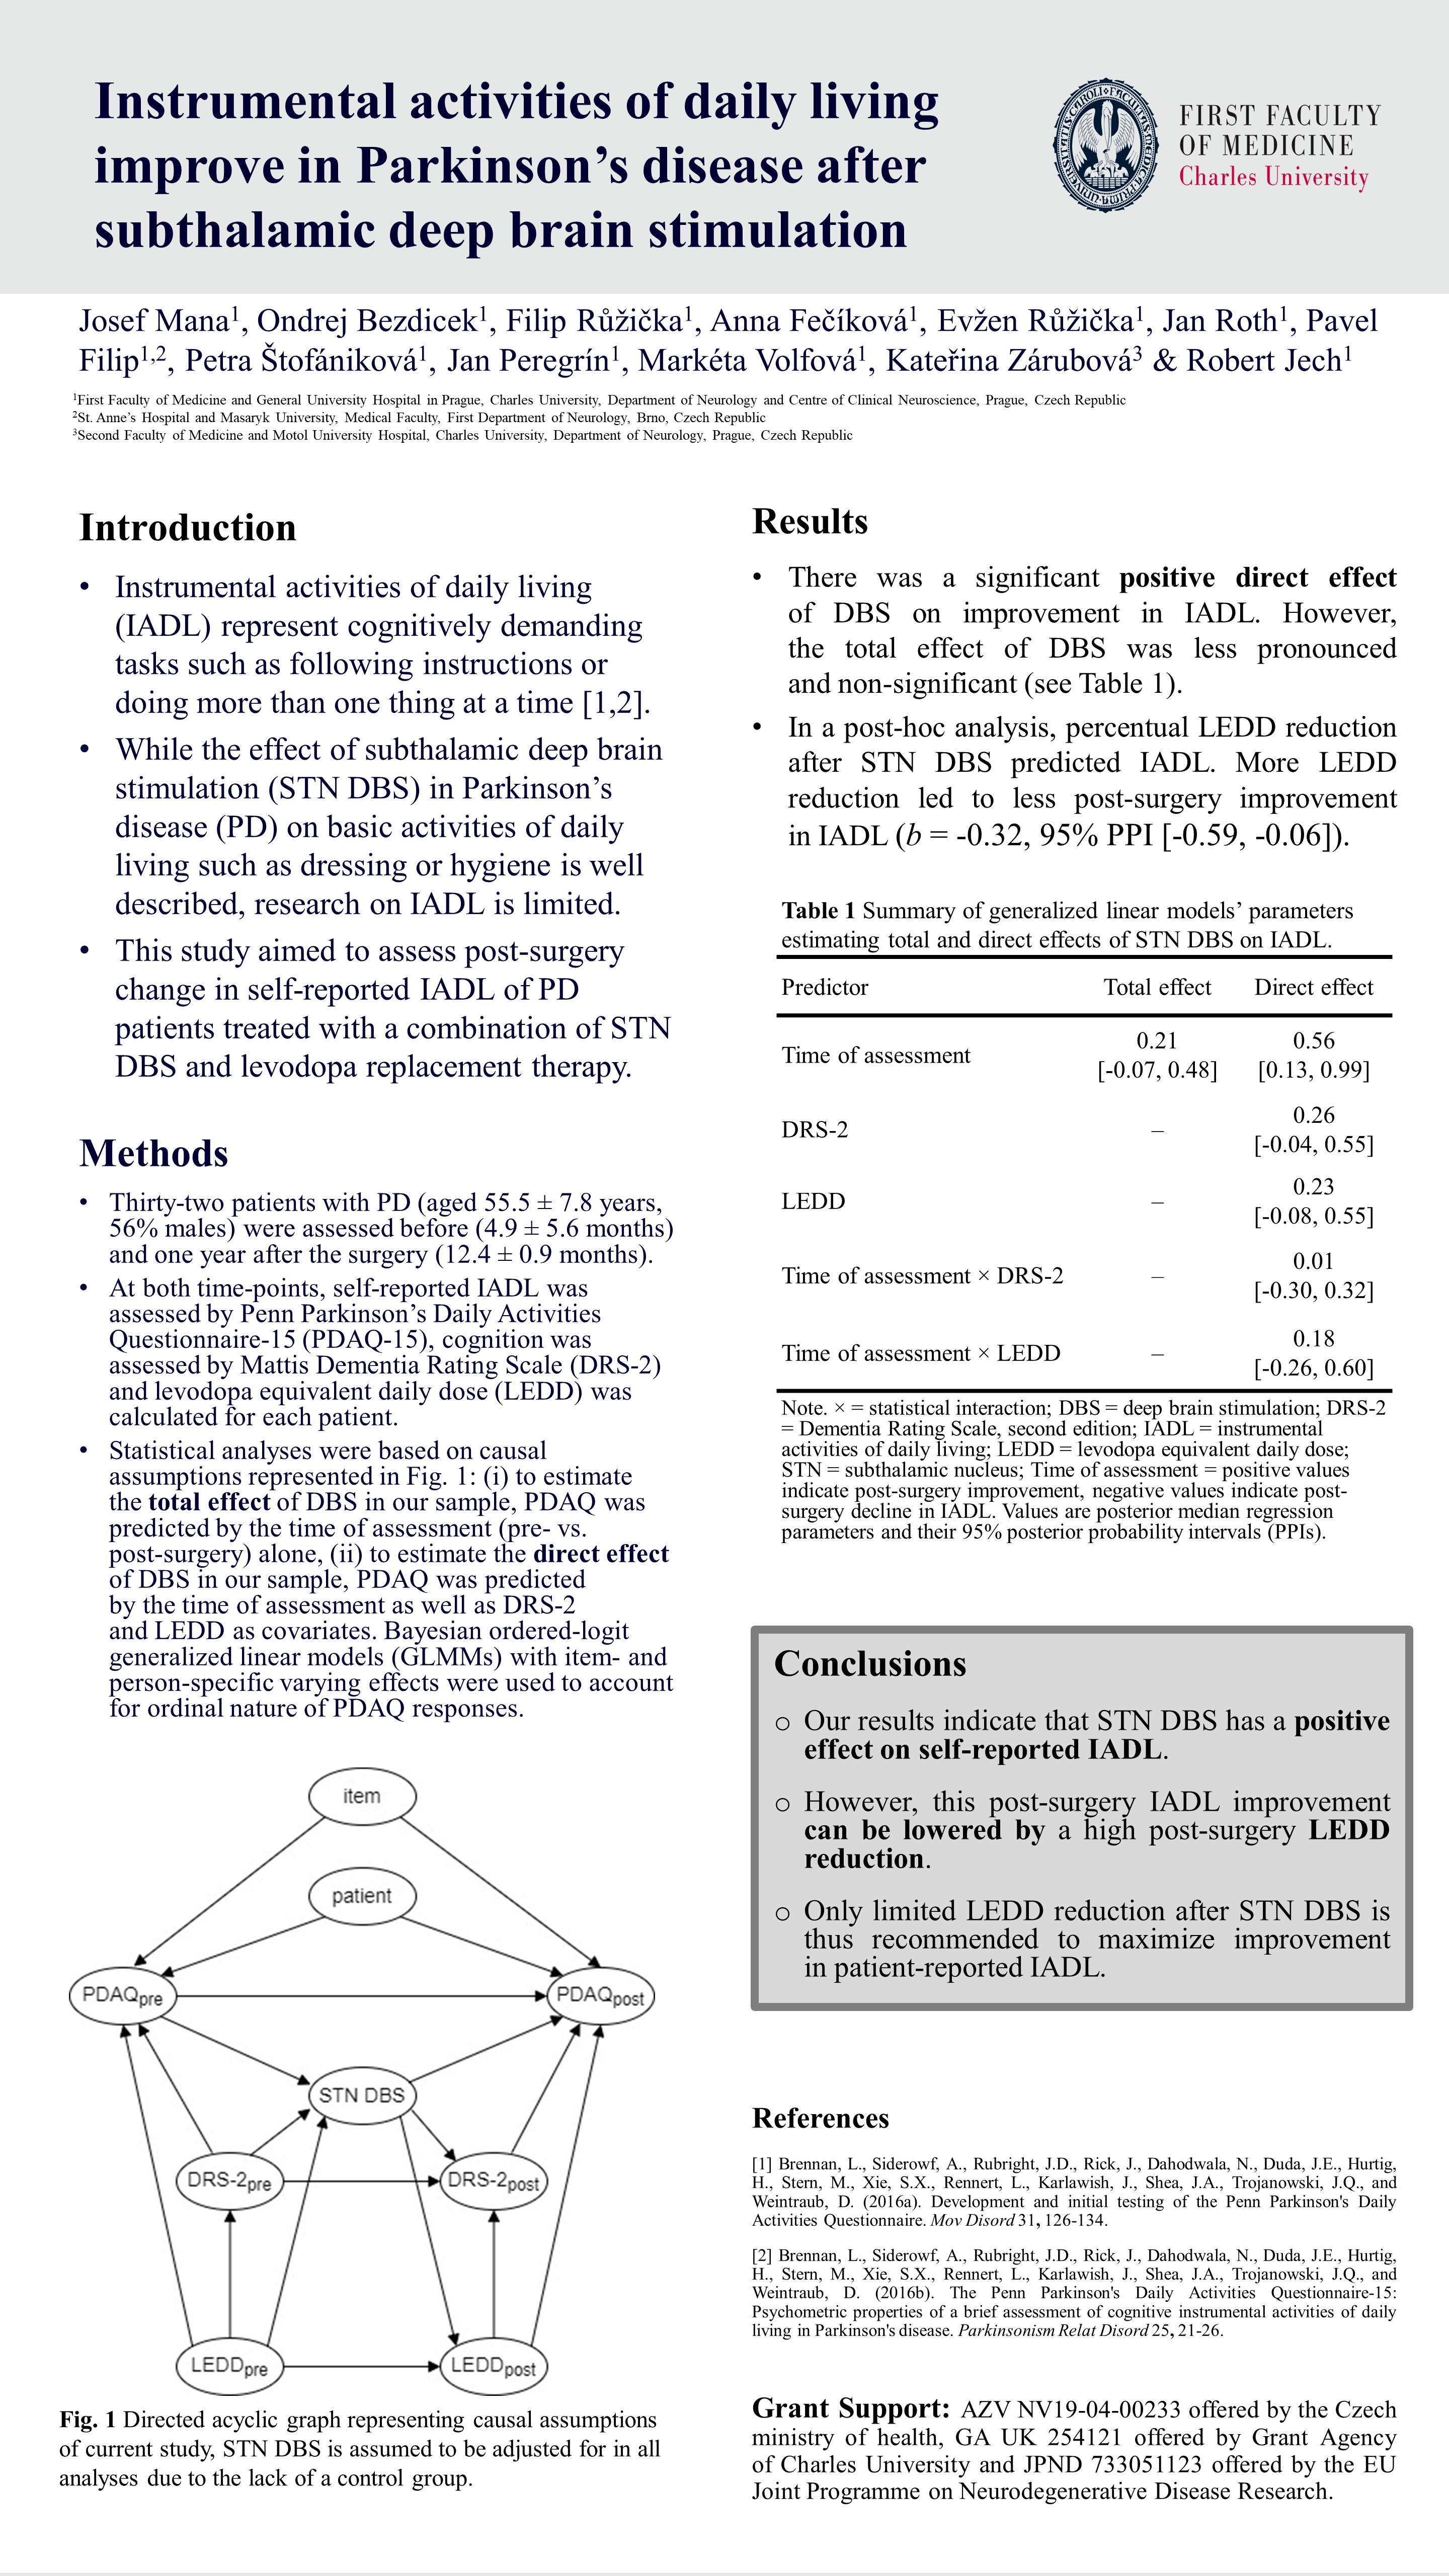 Instrumental activities of daily living
improve in Parkinson’s disease after
subthalamic deep brain stimulation
FIRST FACULTY
OF MEDICINE
Charles University
Josef Mana1, Ondrej Bezdicek1, Filip Růžička1, Anna Fečíková1, Evžen Růžička1, Jan Roth1, Pavel
Filip1,2, Petra Štofániková1, Jan Peregrín1, Markéta Volfová1, Kateřina Zárubová3 & Robert Jech1
1First Faculty of Medicine and General University Hospital in Prague, Charles University, Department of Neurology and Centre of Clinical Neuroscience, Prague, Czech Republic
2St. Anne’s Hospital and Masaryk University, Medical Faculty, First Department of Neurology, Brno, Czech Republic
3Second Faculty of Medicine and Motol University Hospital, Charles University, Department of Neurology, Prague, Czech Republic
Introduction
• Instrumental activities of daily living
(IADL) represent cognitively demanding
tasks such as following instructions or
doing more than one thing at a time [1,2].
• While the effect of subthalamic deep brain
stimulation (STN DBS) in Parkinson’s
disease (PD) on basic activities of daily
living such as dressing or hygiene is well
described, research on IADL is limited.
• This study aimed to assess post-surgery
change in self-reported IADL of PD
patients treated with a combination of STN
DBS and levodopa replacement therapy.
Methods
• Thirty-two patients with PD (aged 55.5 ± 7.8 years,
56% males) were assessed before (4.9 ± 5.6 months)
and one year after the surgery (12.4 ± 0.9 months).
• At both time-points, self-reported IADL was
assessed by Penn Parkinson’s Daily Activities
Questionnaire-15 (PDAQ-15), cognition was
assessed by Mattis Dementia Rating Scale (DRS-2)
and levodopa equivalent daily dose (LEDD) was
calculated for each patient.
• Statistical analyses were based on causal
assumptions represented in Fig. 1: (i) to estimate
the total effect of DBS in our sample, PDAQ was
predicted by the time of assessment (pre- vs.
post-surgery) alone, (ii) to estimate the direct effect
of DBS in our sample, PDAQ was predicted
by the time of assessment as well as DRS-2
and LEDD as covariates. Bayesian ordered-logit
generalized linear models (GLMMs) with item- and
person-specific varying effects were used to account
for ordinal nature of PDAQ responses.
item
patient
PDAQpre
PDAQpost
STN DBS
DRS-2pre
DRS-2post
LEDDpre
LEDDpost
Fig. 1 Directed acyclic graph representing causal assumptions
of current study, STN DBS is assumed to be adjusted for in all
analyses due to the lack of a control group.
Results
• There was a significant positive direct effect
of DBS on improvement in IADL. However,
the total effect of DBS was less pronounced
and non-significant (see Table 1).
• In a post-hoc analysis, percentual LEDD reduction
after STN DBS predicted IADL. More LEDD
reduction led to less post-surgery improvement
in IADL (b = -0.32, 95% PPI [-0.59, -0.06]).
Table 1 Summary of generalized linear models’ parameters
estimating total and direct effects of STN DBS on IADL.
Predictor Total effect Direct effect
Time of assessment 0.21 0.56
[-0.07, 0.48] [0.13, 0.99]
DRS-2 – 0.26
[-0.04, 0.55]
LEDD – 0.23
[-0.08, 0.55]
Time of assessment × DRS-2 – 0.01
[-0.30, 0.32]
Time of assessment × LEDD – 0.18
[-0.26, 0.60]
Note. × = statistical interaction; DBS = deep brain stimulation; DRS-2
= Dementia Rating Scale, second edition; IADL = instrumental
activities of daily living; LEDD = levodopa equivalent daily dose;
STN = subthalamic nucleus; Time of assessment = positive values
indicate post-surgery improvement, negative values indicate post-
surgery decline in IADL. Values are posterior median regression
parameters and their 95% posterior probability intervals (PPIs).
Conclusions
o Our results indicate that STN DBS has a positive
effect on self-reported IADL.
o However, this post-surgery IADL improvement
can be lowered by a high post-surgery LEDD
reduction.
o Only limited LEDD reduction after STN DBS is
thus recommended to maximize improvement
in patient-reported IADL.
References
[1] Brennan, L., Siderowf, A., Rubright, J.D., Rick, J., Dahodwala, N., Duda, J.E., Hurtig,
H., Stern, M., Xie, S.X., Rennert, L., Karlawish, J., Shea, J.A., Trojanowski, J.Q., and
Weintraub, D. (2016a). Development and initial testing of the Penn Parkinson's Daily
Activities Questionnaire. Mov Disord 31, 126-134.
[2] Brennan, L., Siderowf, A., Rubright, J.D., Rick, J., Dahodwala, N., Duda, J.E., Hurtig,
H., Stern, M., Xie, S.X., Rennert, L., Karlawish, J., Shea, J.A., Trojanowski, J.Q., and
Weintraub, D. (2016b). The Penn Parkinson's Daily Activities Questionnaire-15:
Psychometric properties of a brief assessment of cognitive instrumental activities of daily
living in Parkinson's disease. Parkinsonism Relat Disord 25, 21-26.
Grant Support: AZV NV19-04-00233 offered by the Czech
ministry of health, GA UK 254121 offered by Grant Agency
of Charles University and JPND 733051123 offered by the EU
Joint Programme on Neurodegenerative Disease Research.